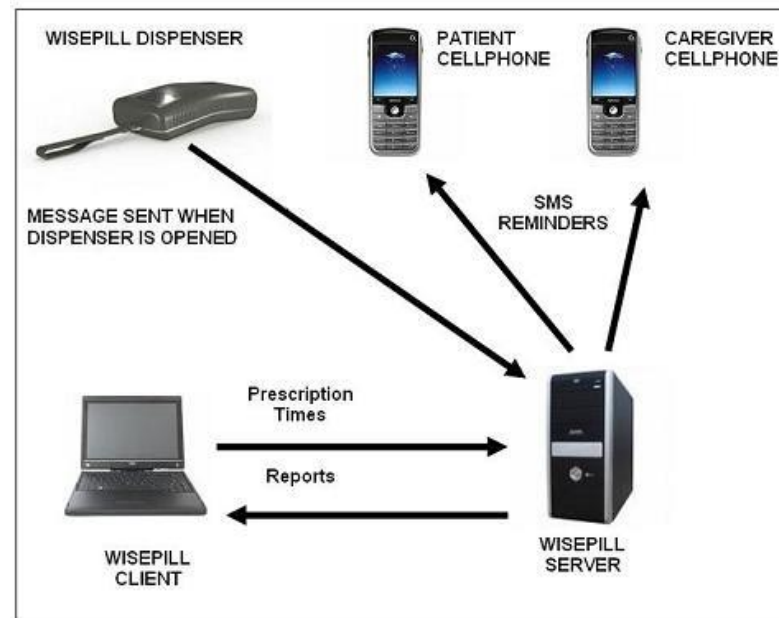 WISEPILL DISPENSER
PATIENT
CELLPHONE
CAREGIVER
CELLPHONE
MESSAGE SENT WHEN
DISPENSER IS OPENED
SMS
REMINDERS
Prescription
Times
Reports
WISEPILL
CLIENT
WISEPILL
SERVER